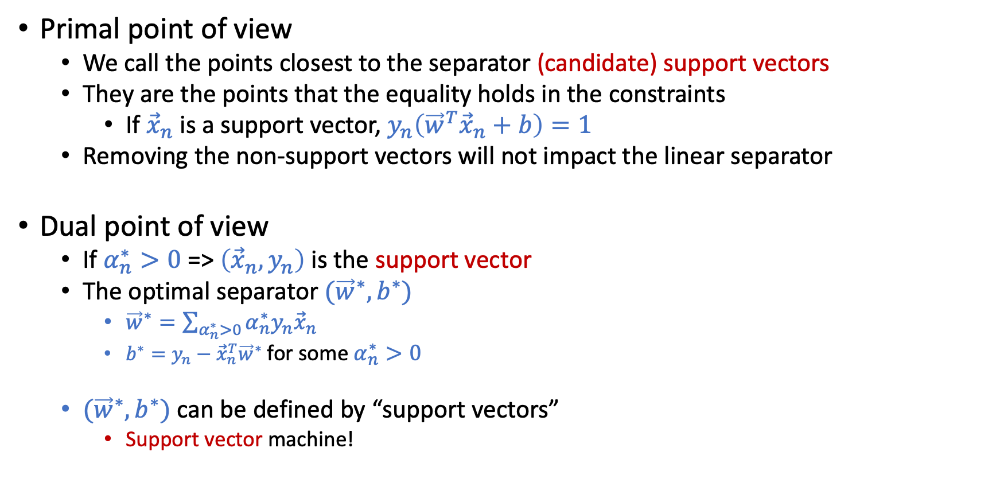 • Primal point of view
• We call the points closest to the separator (candidate) support vectors
• They are the points that the equality holds in the constraints
• If $\vec{x}_n$ is a support vector, $y_n(\vec{w}^T\vec{x}_n + b) = 1$
• Removing the non-support vectors will not impact the linear separator
• Dual point of view
• If $\alpha_n^* > 0$ => $(\vec{x}_n, y_n)$ is the support vector
• The optimal separator $(\vec{w}^*, b^*)$
• $\vec{w}^* = \sum_{\alpha_n^*>0} \alpha_n^* y_n \vec{x}_n$
• $b^* = y_n - \vec{x}_n^T\vec{w}^*$ for some $\alpha_n^* > 0$
• $(\vec{w}^*, b^*)$ can be defined by “support vectors”
• Support vector machine!